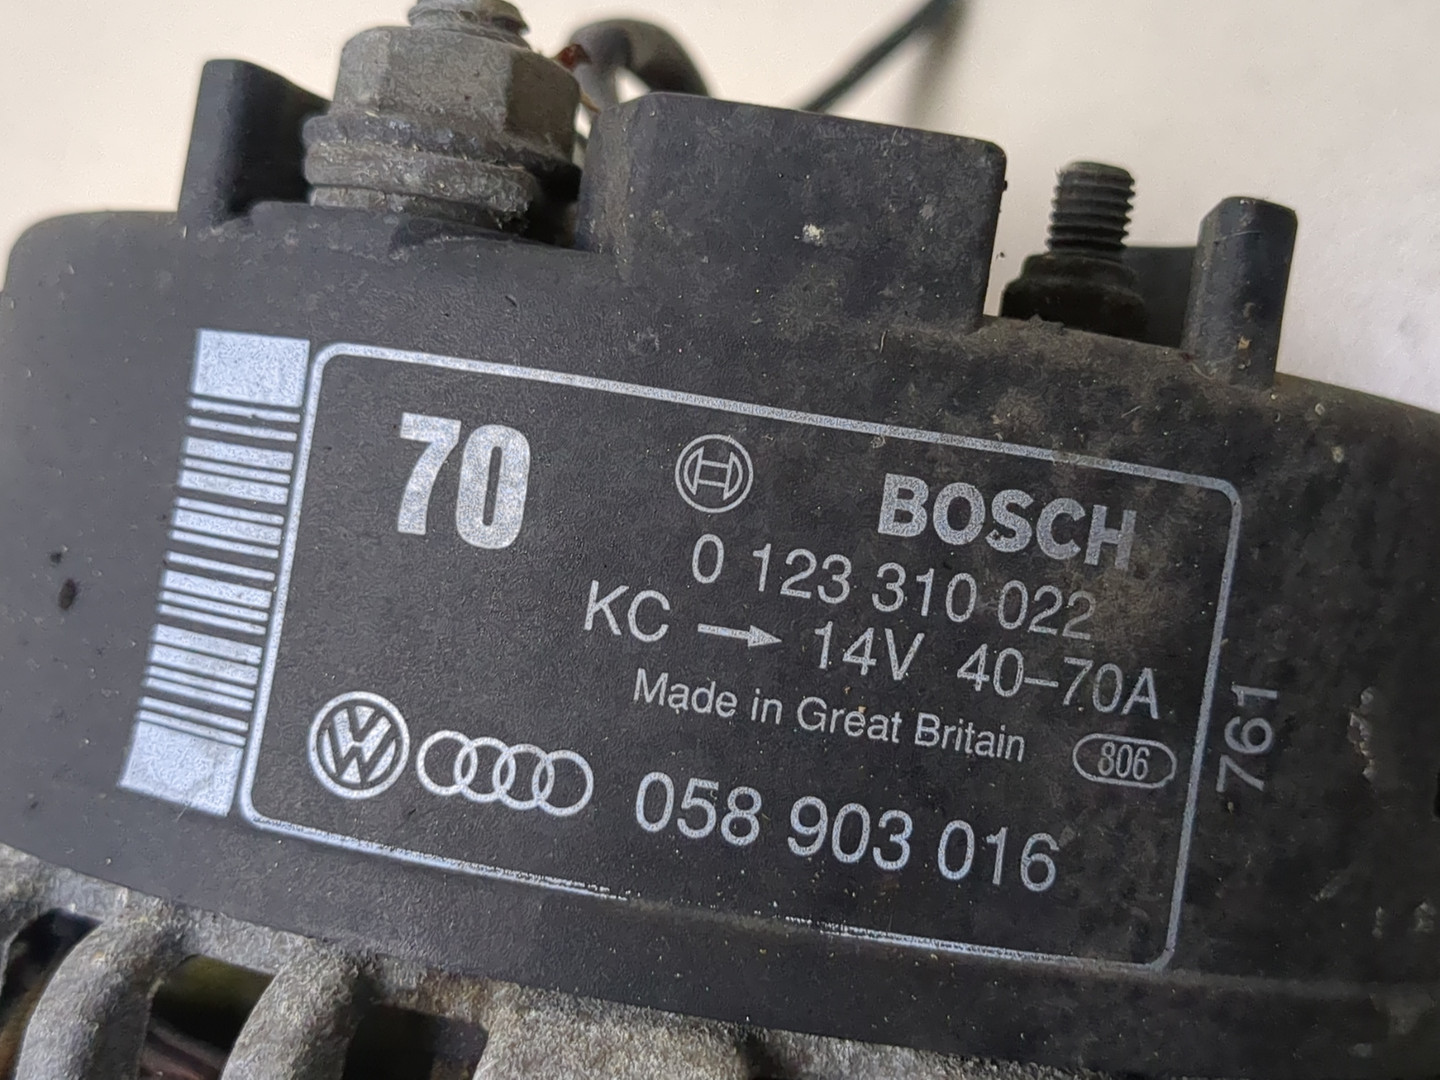 70
BOSCH
0 123 310 022
KC → 14V 40–70A
Made in Great Britain
806
058 903 016
761